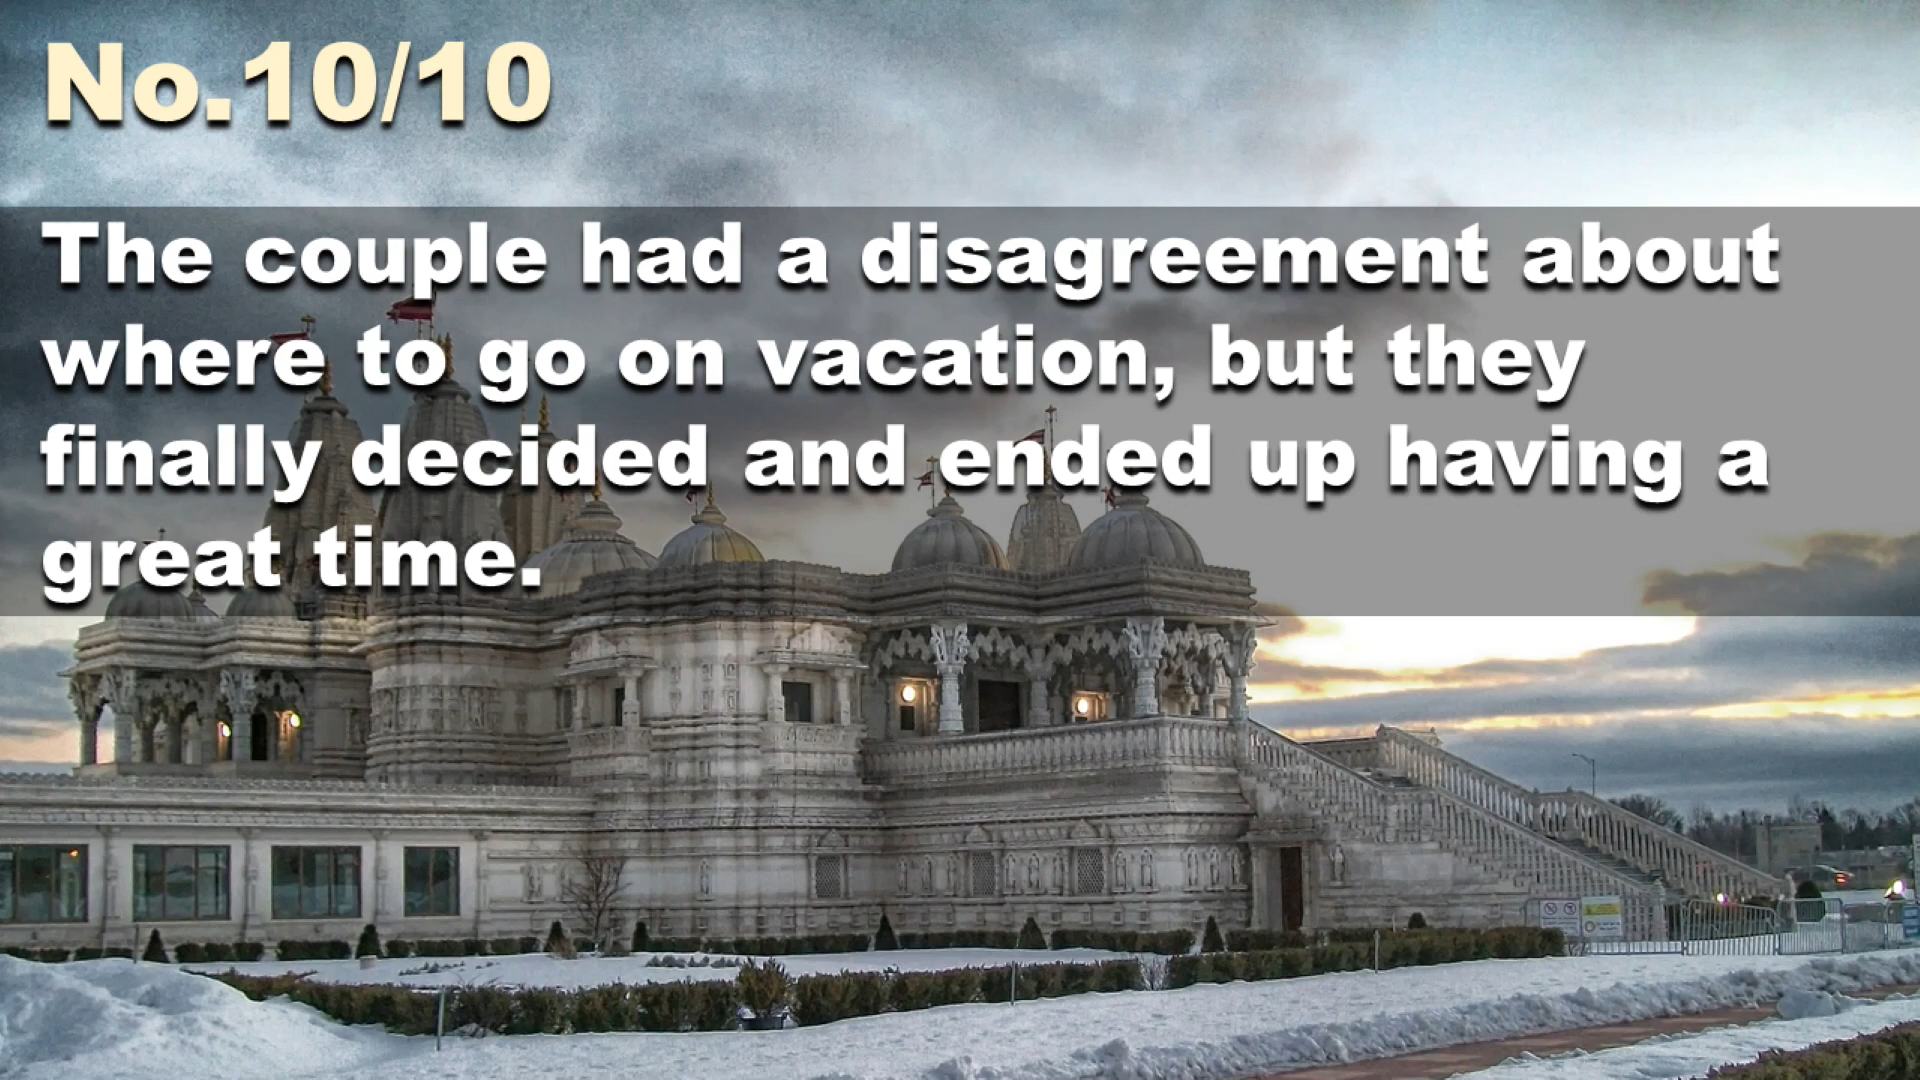 No.10/10
The couple had a disagreement about
where to go on vacation, but they
finally decided and ended up having a
great time.